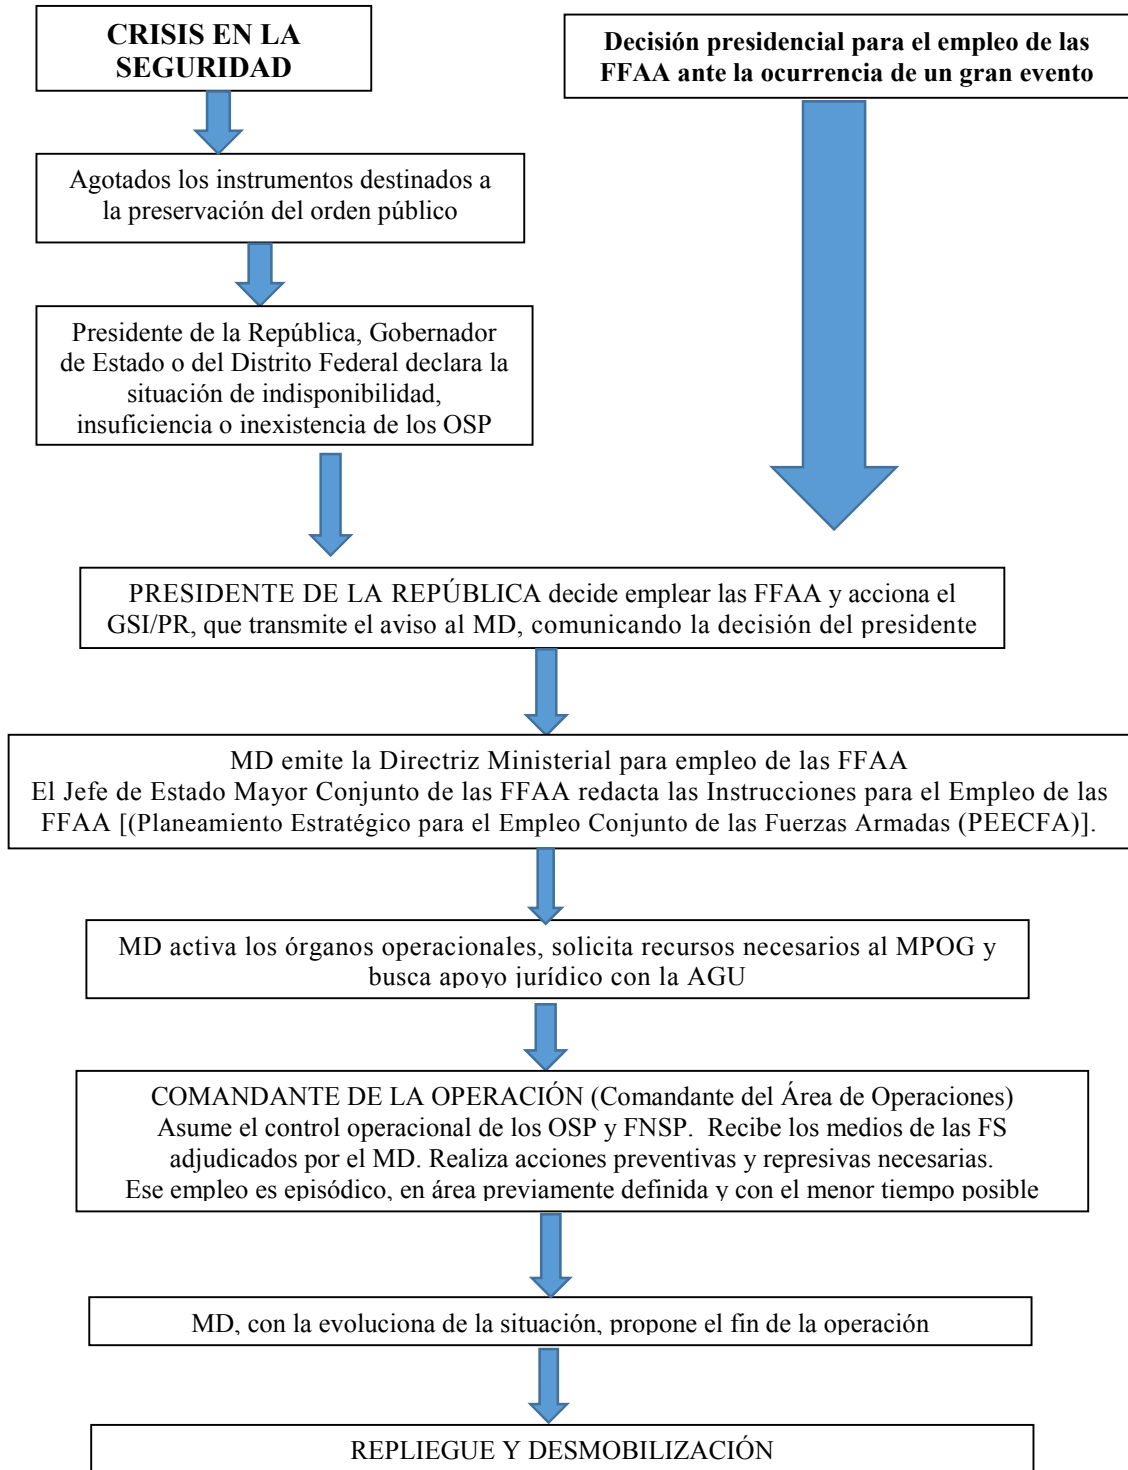 CRISIS EN LA
SEGURIDAD
Decisión presidencial para el empleo de las
FFAA ante la ocurrencia de un gran evento
Agotados los instrumentos destinados a
la preservación del orden público
Presidente de la República, Gobernador
de Estado o del Distrito Federal declara la
situación de indisponibilidad,
insuficiencia o inexistencia de los OSP
PRESIDENTE DE LA REPÚBLICA decide emplear las FFAA y acciona el
GSI/PR, que transmite el aviso al MD, comunicando la decisión del presidente
MD emite la Directriz Ministerial para empleo de las FFAA
El Jefe de Estado Mayor Conjunto de las FFAA redacta las Instrucciones para el Empleo de las
FFAA [(Planeamiento Estratégico para el Empleo Conjunto de las Fuerzas Armadas (PEECFA)].
MD activa los órganos operacionales, solicita recursos necesarios al MPOG y
busca apoyo jurídico con la AGU
COMANDANTE DE LA OPERACIÓN (Comandante del Área de Operaciones)
Asume el control operacional de los OSP y FNSP. Recibe los medios de las FS
adjudicados por el MD. Realiza acciones preventivas y represivas necesarias.
Ese empleo es episódico, en área previamente definida y con el menor tiempo posible
MD, con la evoluciona de la situación, propone el fin de la operación
REPLIEGUE Y DESMOBILIZACIÓN